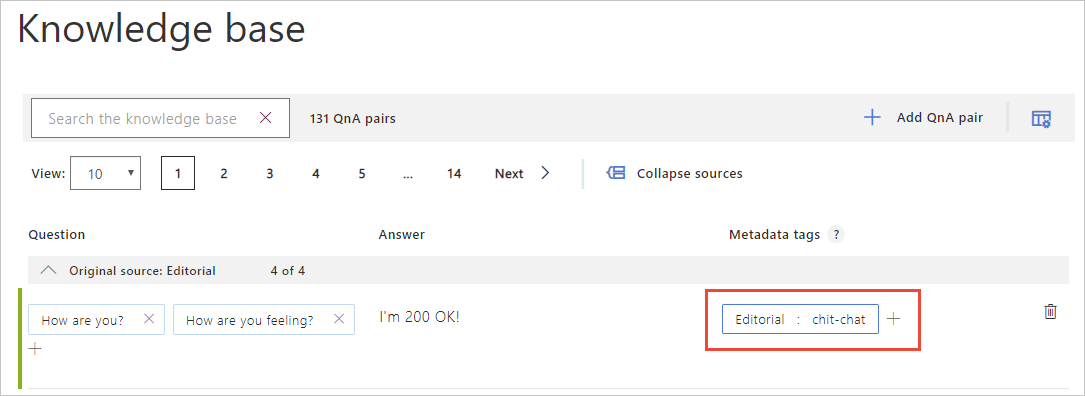 Knowledge base
Search the knowledge base 131 QnA pairs Add QnA pair
View: 10 1 2 3 4 5 ... 14 Next Collapse sources
Question Answer Metadata tags ?
Original source: Editorial 4 of 4
How are you? How are you feeling? I'm 200 OK! Editorial : chit-chat